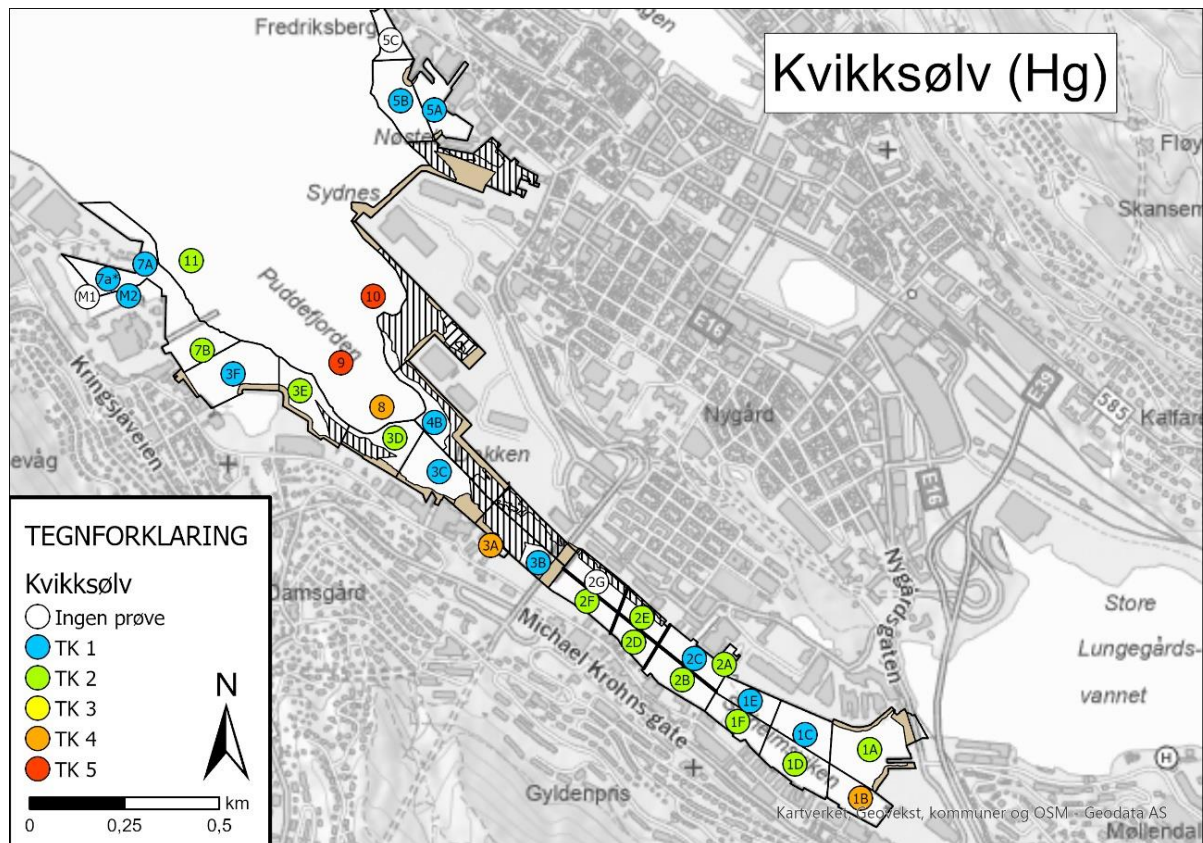 Kvikksølv (Hg)
Fredriksberg
5C
5B
5A
Nøstet
Sydnes
Fløy
Skansen
7A
11
7a*
M1
M2
Puddefjorden
10
E16
E39
585
Kalfar
7B
9
3F
3E
8
4B
3D
3C
Nygård
Kringsjåveien
evåg
E16
3A
3B
2G
2F
2E
2D
2C
2A
2B
1E
1F
1C
1A
1D
1B
Damsgård
Michael Krohns gate
Nygårdsgaten
Store
Lungegårds-
vannet
H
Gyldenpris
Møllendal
Kartverket, Geovekst, kommuner og OSM - Geodata AS
TEGNFORKLARING
Kvikksølv
Ingen prøve
TK 1
TK 2
TK 3
TK 4
TK 5
N
km
0 0,25 0,5